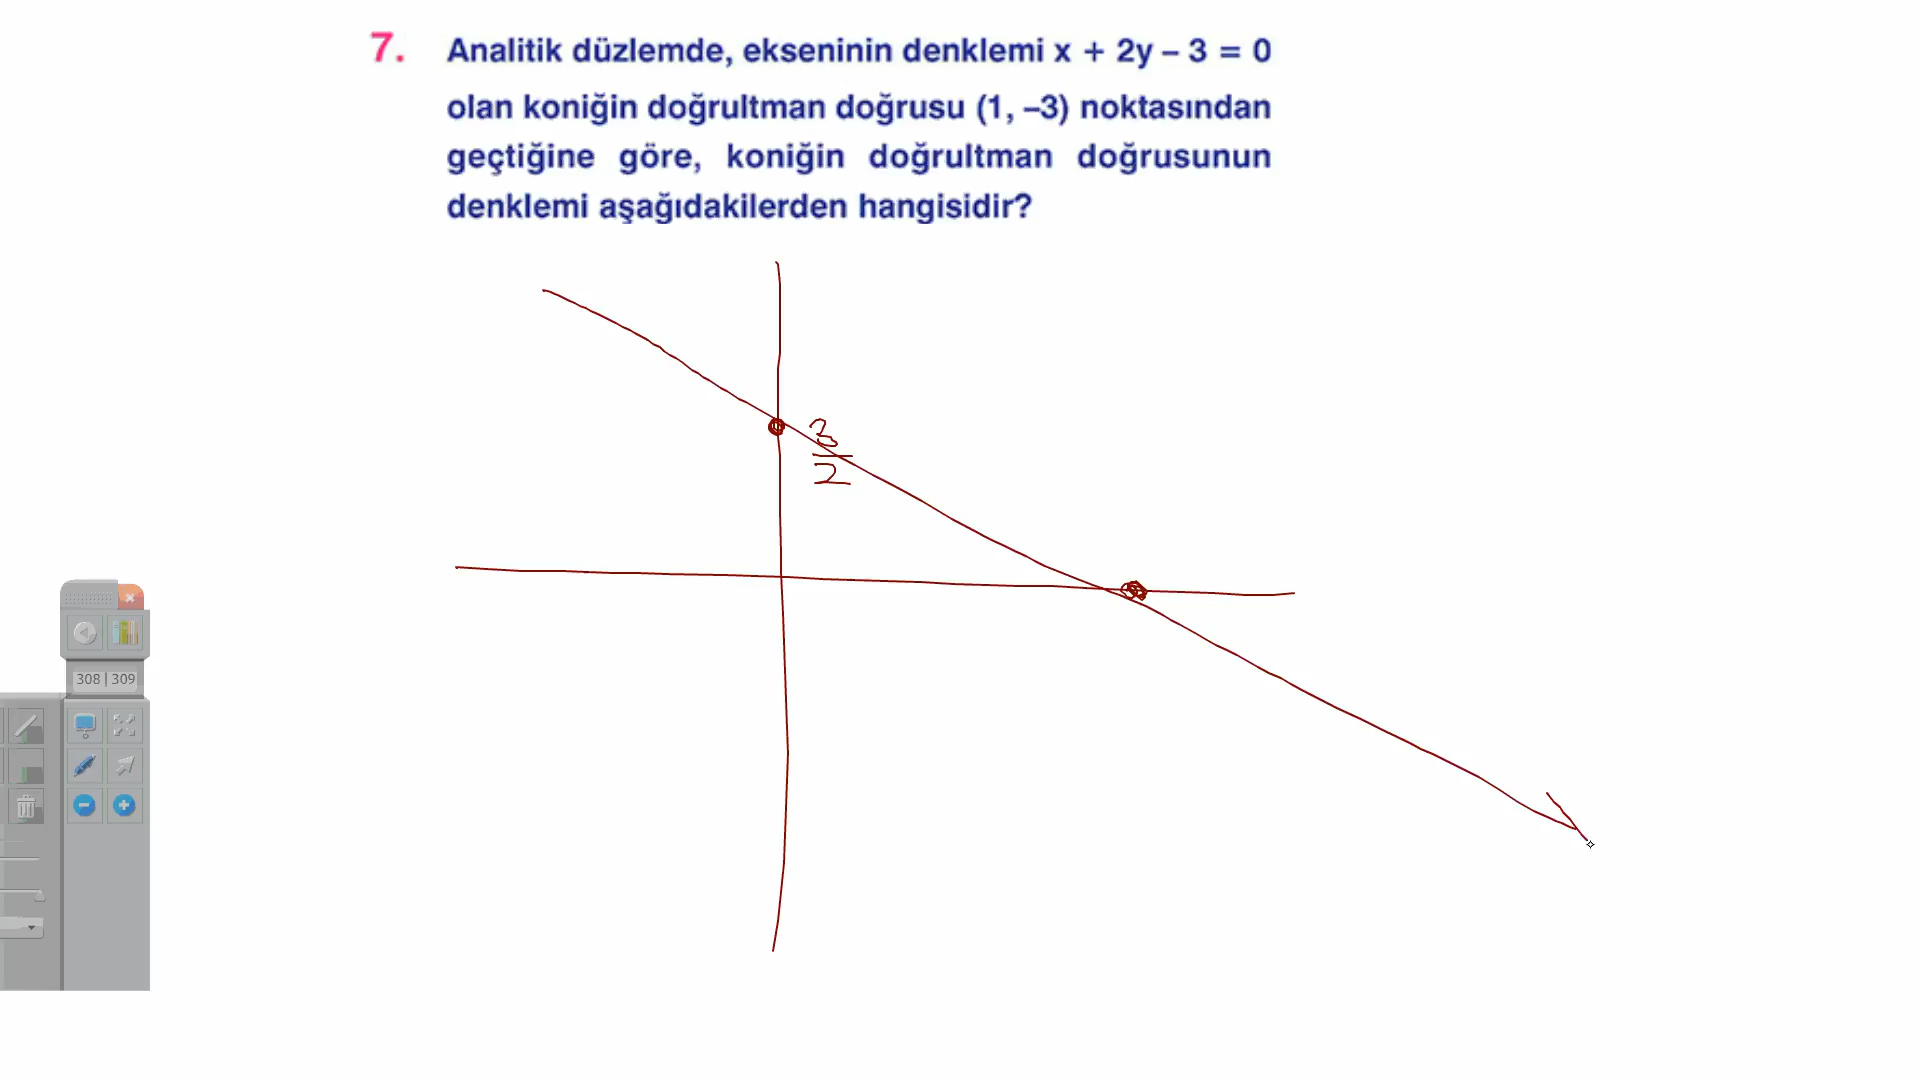 7. Analitik düzlemde, ekseninin denklemi x + 2y – 3 = 0
olan koniğin doğrultman doğrusu (1, –3) noktasından
geçtiğine göre, koniğin doğrultman doğrusunun
denklemi aşağıdakilerden hangisidir?
3
2
308 | 309